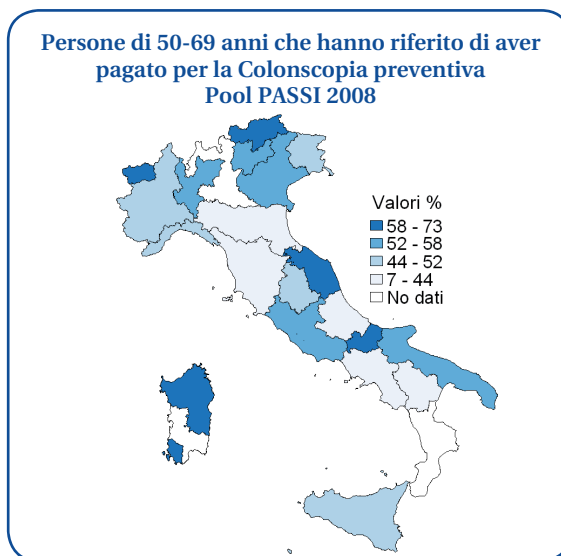 Persone di 50-69 anni che hanno riferito di aver
pagato per la Colonscopia preventiva
Pool PASSI 2008
Valori %
58 - 73
52 - 58
44 - 52
7 - 44
No dati